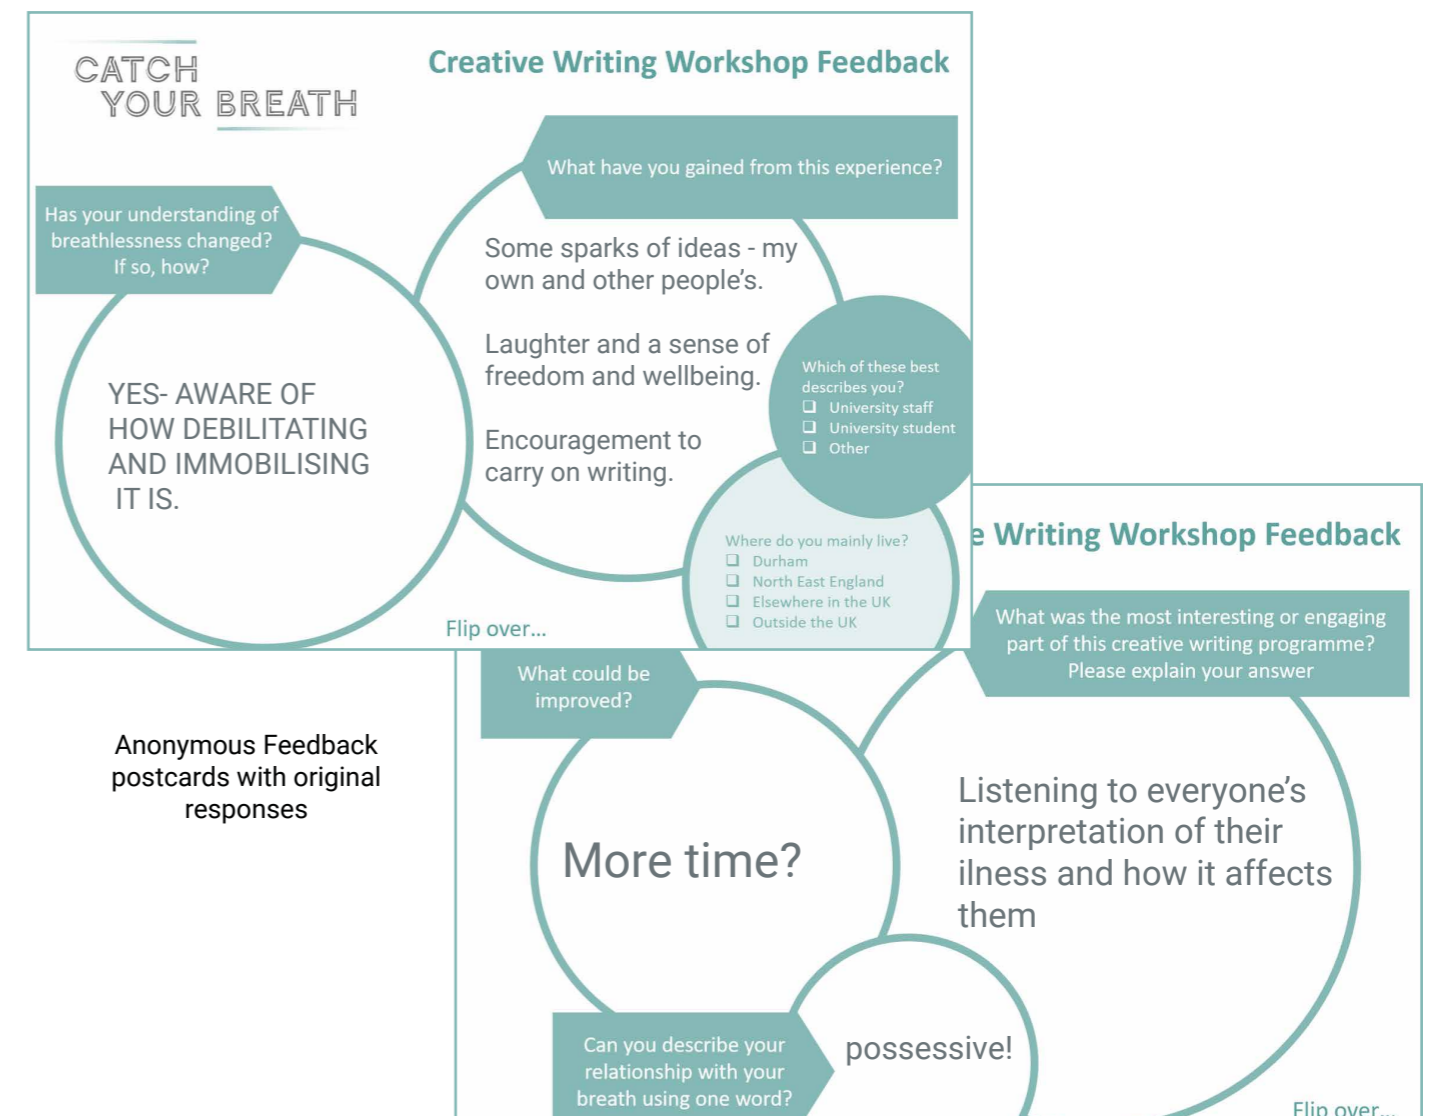 CATCH
YOUR BREATH
Creative Writing Workshop Feedback
What have you gained from this experience?
Has your understanding of
breathlessness changed?
If so, how?
Some sparks of ideas - my
own and other people's.
Laughter and a sense of
freedom and wellbeing.
Encouragement to
carry on writing.
YES- AWARE OF
HOW DEBILITATING
AND IMMOBILISING
IT IS.
Which of these best
describes you?
University staff
University student
Other
Where do you mainly live?
Durham
North East England
Elsewhere in the UK
Outside the UK
Flip over...
e Writing Workshop Feedback
What was the most interesting or engaging
part of this creative writing programme?
Please explain your answer
What could be
improved?
Anonymous Feedback
postcards with original
responses
More time?
Listening to everyone's
interpretation of their
ilness and how it affects
them
Can you describe your
relationship with your
breath using one word?
possessive!
Flip over...